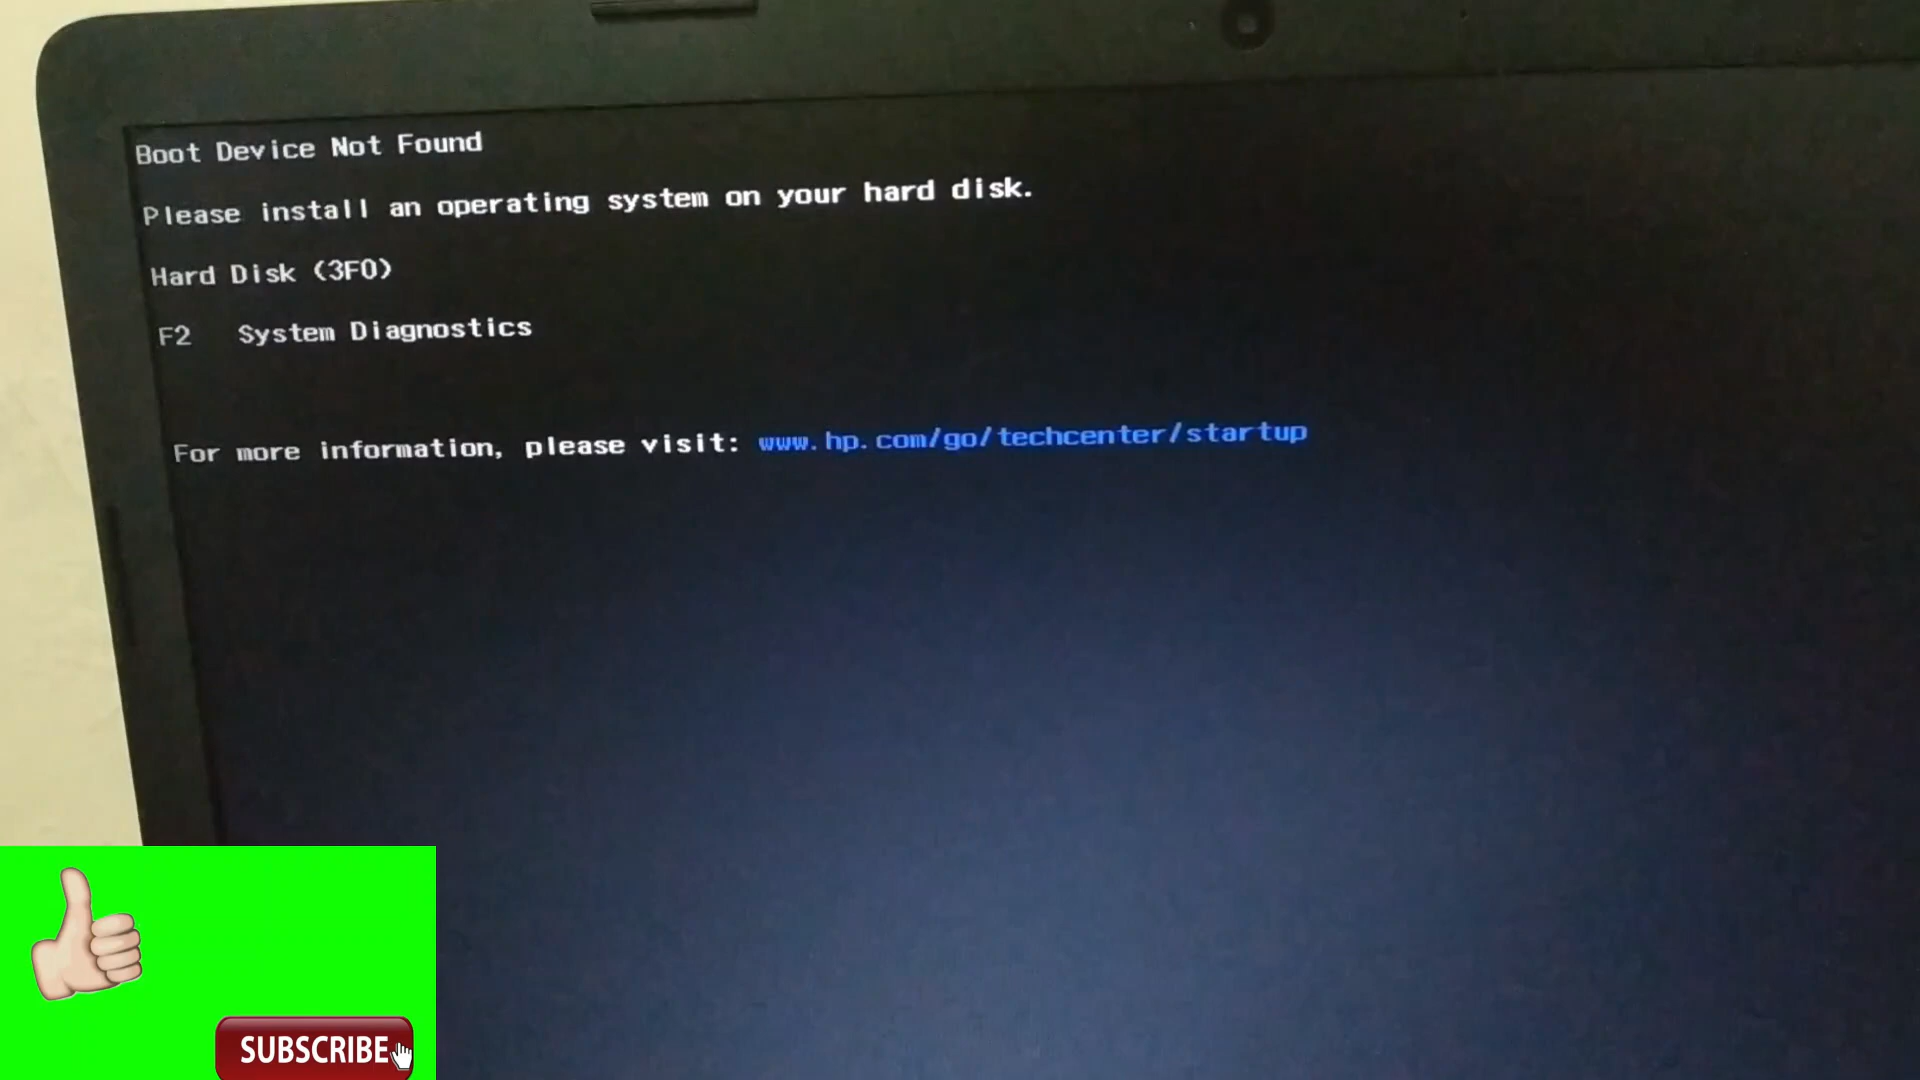 Boot Device Not Found
Please install an operating system on your hard disk.
Hard Disk (3F0)
F2 System Diagnostics
For more information, please visit: www.hp.com/go/techcenter/startup
SUBSCRIBE